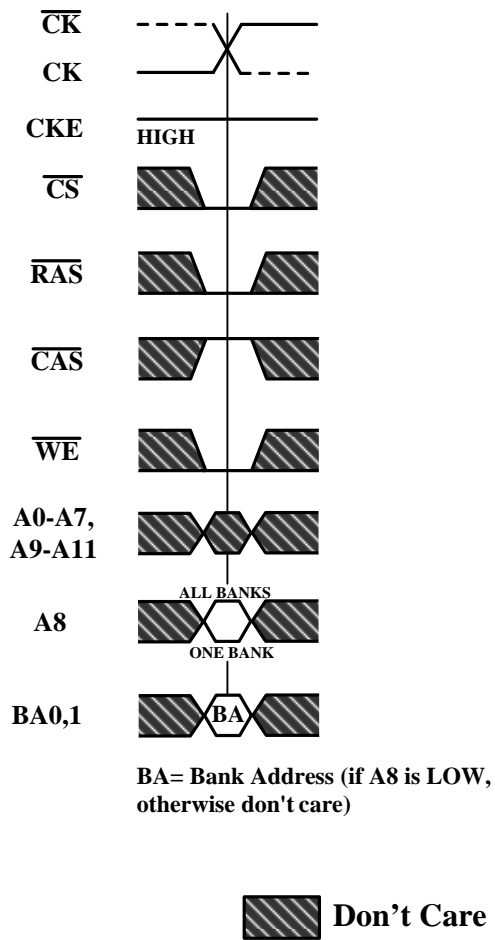 CK
CK
CKE
HIGH
CS
RAS
CAS
WE
A0-A7,
A9-A11
ALL BANKS
A8
ONE BANK
BA0,1
BA
BA= Bank Address (if A8 is LOW,
otherwise don't care)
Don't Care